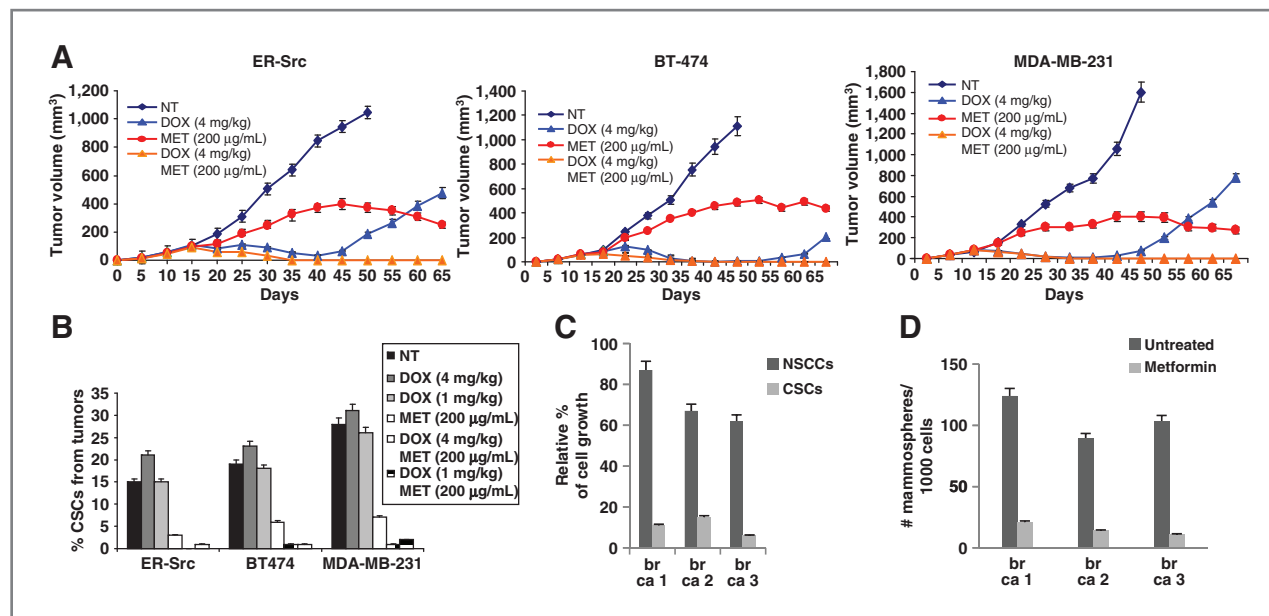 A
ER-Src
Tumor volume (mm³)
1,200
1,000
800
600
400
200
0
NT
DOX (4 mg/kg)
MET (200 µg/mL)
DOX (4 mg/kg)
MET (200 µg/mL)
0 5 10 15 20 25 30 35 40 45 50 55 60 65
Days
BT-474
Tumor volume (mm³)
1,400
1,200
1,000
800
600
400
200
0
NT
DOX (4 mg/kg)
MET (200 µg/mL)
DOX (4 mg/kg)
MET (200 µg/mL)
0 5 10 15 20 25 30 35 40 45 50 55 60 65
Days
MDA-MB-231
Tumor volume (mm³)
1,800
1,600
1,400
1,200
1,000
800
600
400
200
0
NT
DOX (4 mg/kg)
MET (200 µg/mL)
DOX (4 mg/kg)
MET (200 µg/mL)
0 5 10 15 20 25 30 35 40 45 50 55 65
Days
B
% CSCs from tumors
35
30
25
20
15
10
5
0
NT
DOX (4 mg/kg)
DOX (1 mg/kg)
MET (200 µg/mL)
DOX (4 mg/kg)
MET (200 µg/mL)
DOX (1 mg/kg)
MET (200 µg/mL)
ER-Src BT474 MDA-MB-231
C
Relative %
of cell growth
100
80
60
40
20
0
NSCCs
CSCs
br br br
ca 1 ca 2 ca 3
D
# mammospheres/
1000 cells
150
100
50
0
Untreated
Metformin
br br br
ca 1 ca 2 ca 3